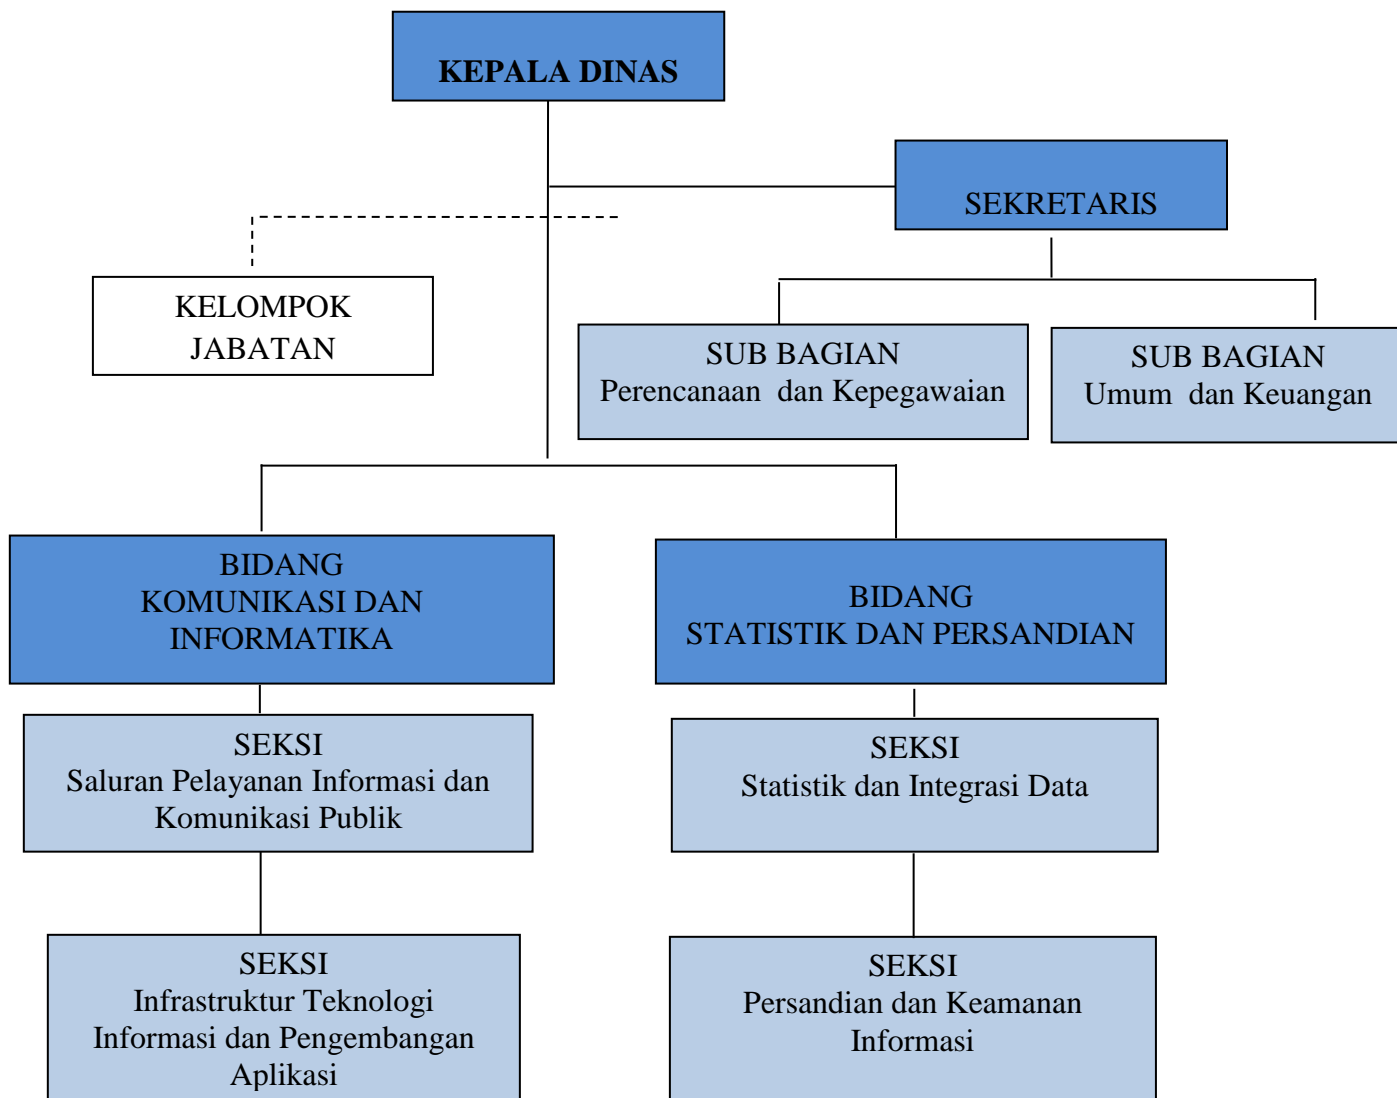 KEPALA DINAS
SEKRETARIS
KELOMPOK
JABATAN
SUB BAGIAN
Perencanaan dan Kepegawaian
SUB BAGIAN
Umum dan Keuangan
BIDANG
KOMUNIKASI DAN
INFORMATIKA
BIDANG
STATISTIK DAN PERSANDIAN
SEKSI
Saluran Pelayanan Informasi dan
Komunikasi Publik
SEKSI
Statistik dan Integrasi Data
SEKSI
Infrastruktur Teknologi
Informasi dan Pengembangan
Aplikasi
SEKSI
Persandian dan Keamanan
Informasi